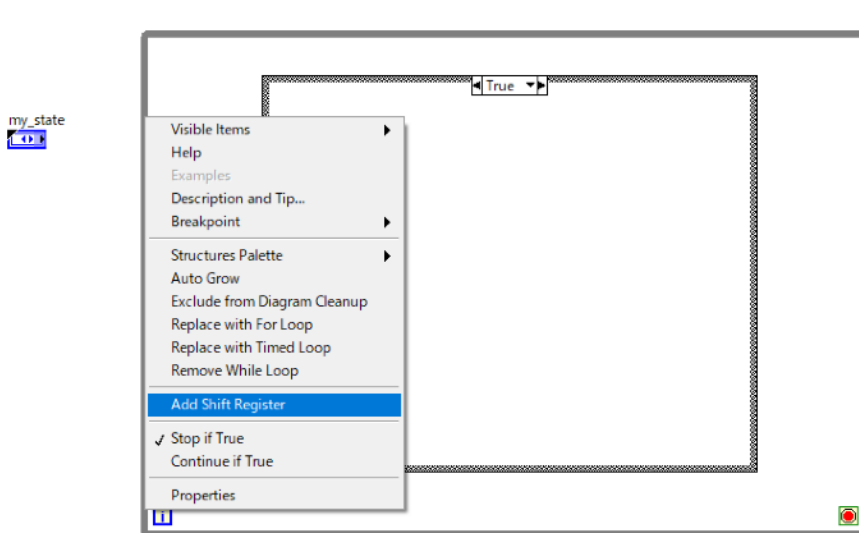 True
my_state
Visible Items
Help
Examples
Description and Tip...
Breakpoint
Structures Palette
Auto Grow
Exclude from Diagram Cleanup
Replace with For Loop
Replace with Timed Loop
Remove While Loop
Add Shift Register
Stop if True
Continue if True
Properties
i